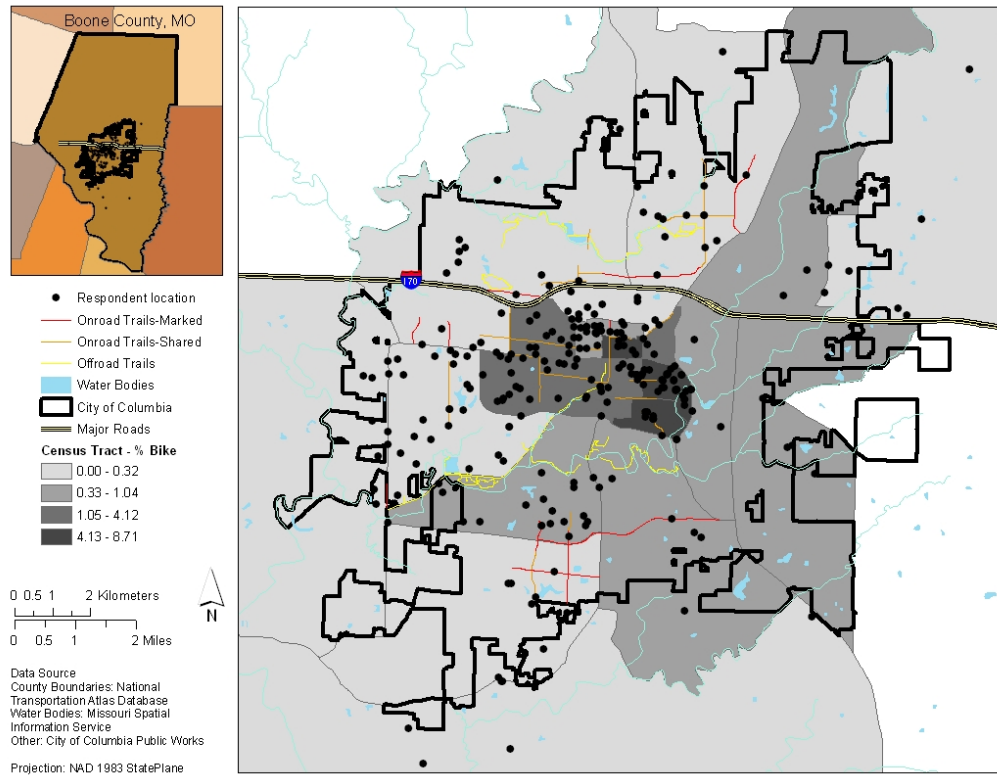 Boone County, MO
170
Respondent location
Onroad Trails-Marked
Onroad Trails-Shared
Offroad Trails
Water Bodies
City of Columbia
Major Roads
Census Tract - % Bike
0.00 - 0.32
0.33 - 1.04
1.05 - 4.12
4.13 - 8.71
0 0.5 1 2 Kilometers
0 0.5 1 2 Miles
N
Data Source
County Boundaries: National
Transportation Atlas Database
Water Bodies: Missouri Spatial
Information Service
Other: City of Columbia Public Works
Projection: NAD 1983 StatePlane